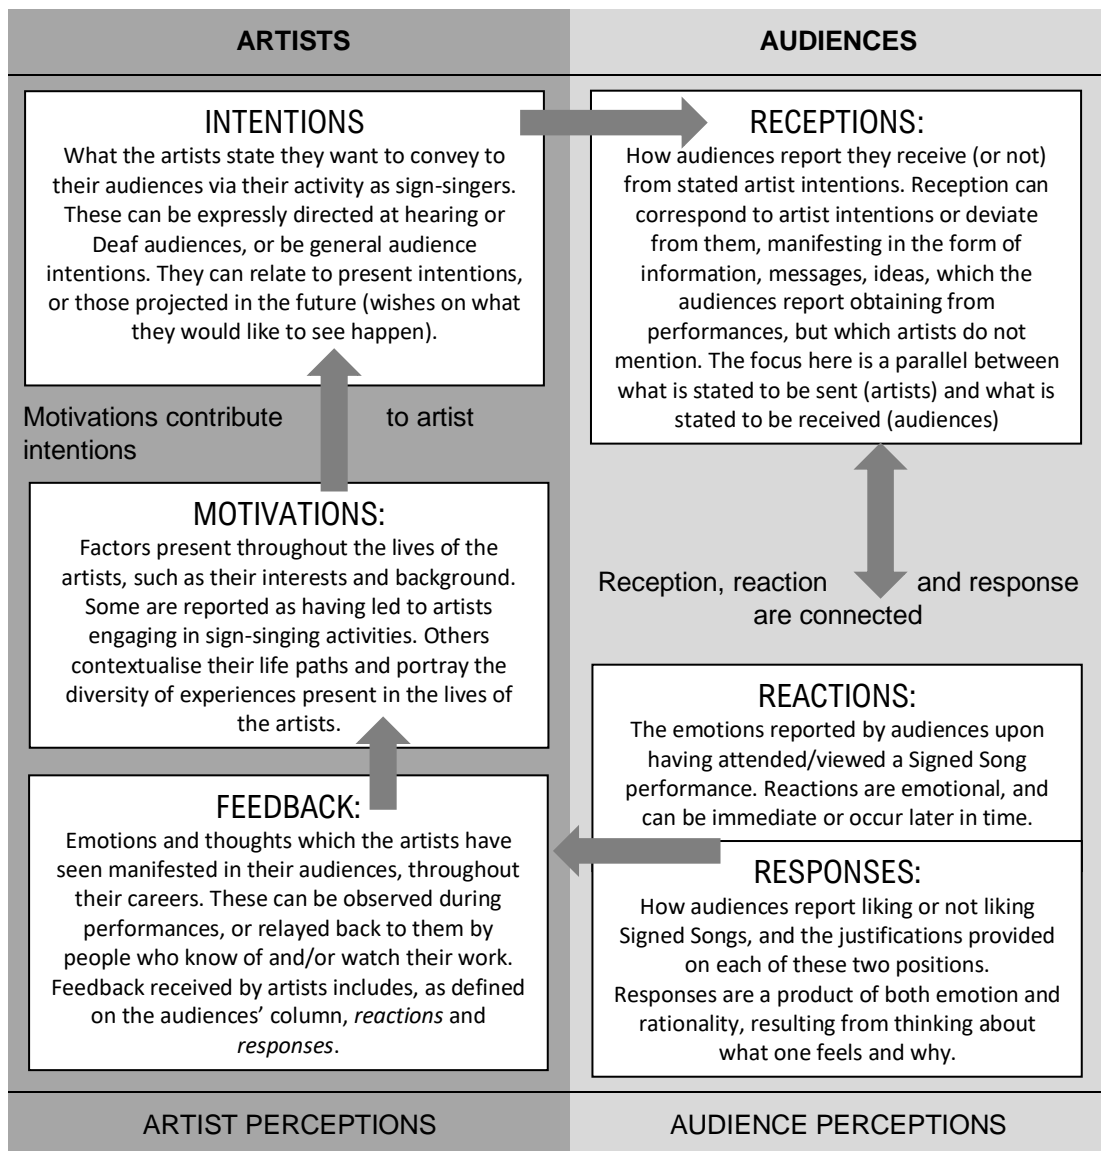 ARTISTS
AUDIENCES
INTENTIONS
What the artists state they want to convey to
their audiences via their activity as sign-singers.
These can be expressly directed at hearing or
Deaf audiences, or be general audience
intentions. They can relate to present intentions,
or those projected in the future (wishes on what
they would like to see happen).
Motivations contribute to artist
intentions
MOTIVATIONS:
Factors present throughout the lives of the
artists, such as their interests and background.
Some are reported as having led to artists
engaging in sign-singing activities. Others
contextualise their life paths and portray the
diversity of experiences present in the lives of
the artists.
FEEDBACK:
Emotions and thoughts which the artists have
seen manifested in their audiences, throughout
their careers. These can be observed during
performances, or relayed back to them by
people who know of and/or watch their work.
Feedback received by artists includes, as defined
on the audiences’ column, reactions and
responses.
RECEPTIONS:
How audiences report they receive (or not)
from stated artist intentions. Reception can
correspond to artist intentions or deviate
from them, manifesting in the form of
information, messages, ideas, which the
audiences report obtaining from
performances, but which artists do not
mention. The focus here is a parallel between
what is stated to be sent (artists) and what is
stated to be received (audiences)
Reception, reaction and response
are connected
REACTIONS:
The emotions reported by audiences upon
having attended/viewed a Signed Song
performance. Reactions are emotional, and
can be immediate or occur later in time.
RESPONSES:
How audiences report liking or not liking
Signed Songs, and the justifications provided
on each of these two positions.
Responses are a product of both emotion and
rationality, resulting from thinking about
what one feels and why.
ARTIST PERCEPTIONS
AUDIENCE PERCEPTIONS